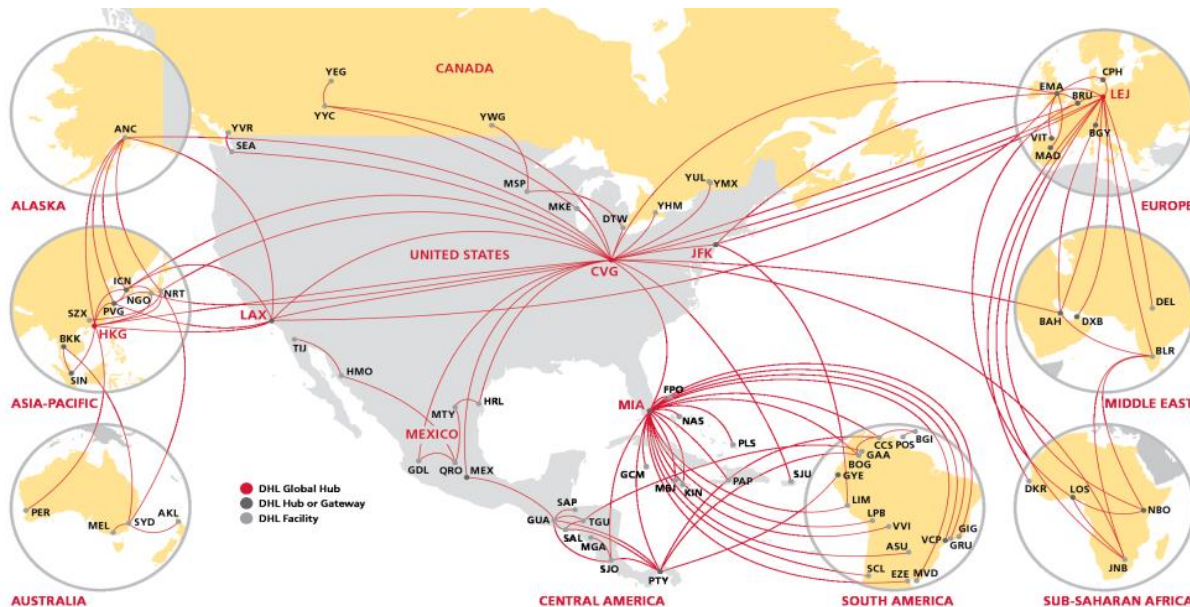 CANADA
YEG
YYC
YWG
YVR
SEA
ANC
ALASKA
MSP
MKE
DTW
YHM
YUL
YMX
UNITED STATES
CVG
JFK
LAX
TIJ
HMO
MTY
HRL
MEXICO
GDL
QRO
MEX
ICN
NGO
NRT
PVG
SZX
HKG
BKK
SIN
ASIA-PACIFIC
PER
MEL
SYD
AKL
AUSTRALIA
DHL Global Hub
DHL Hub or Gateway
DHL Facility
MIA
FPO
NAS
PLS
GCM
MBJ
KIN
PAP
SJU
SAP
GUA
TGU
SAL
MGA
SJO
PTY
CENTRAL AMERICA
CCS
POS
BGI
GAA
BOG
GYE
LIM
LPB
VVI
ASU
VCP
GIG
GRU
SCL
EZE
MVD
SOUTH AMERICA
CPH
EMA
BRU
LEJ
VIT
BGY
MAD
EUROPE
DEL
BAH
DXB
BLR
MIDDLE EAST
DKR
LOS
NBO
JNB
SUB-SAHARAN AFRICA